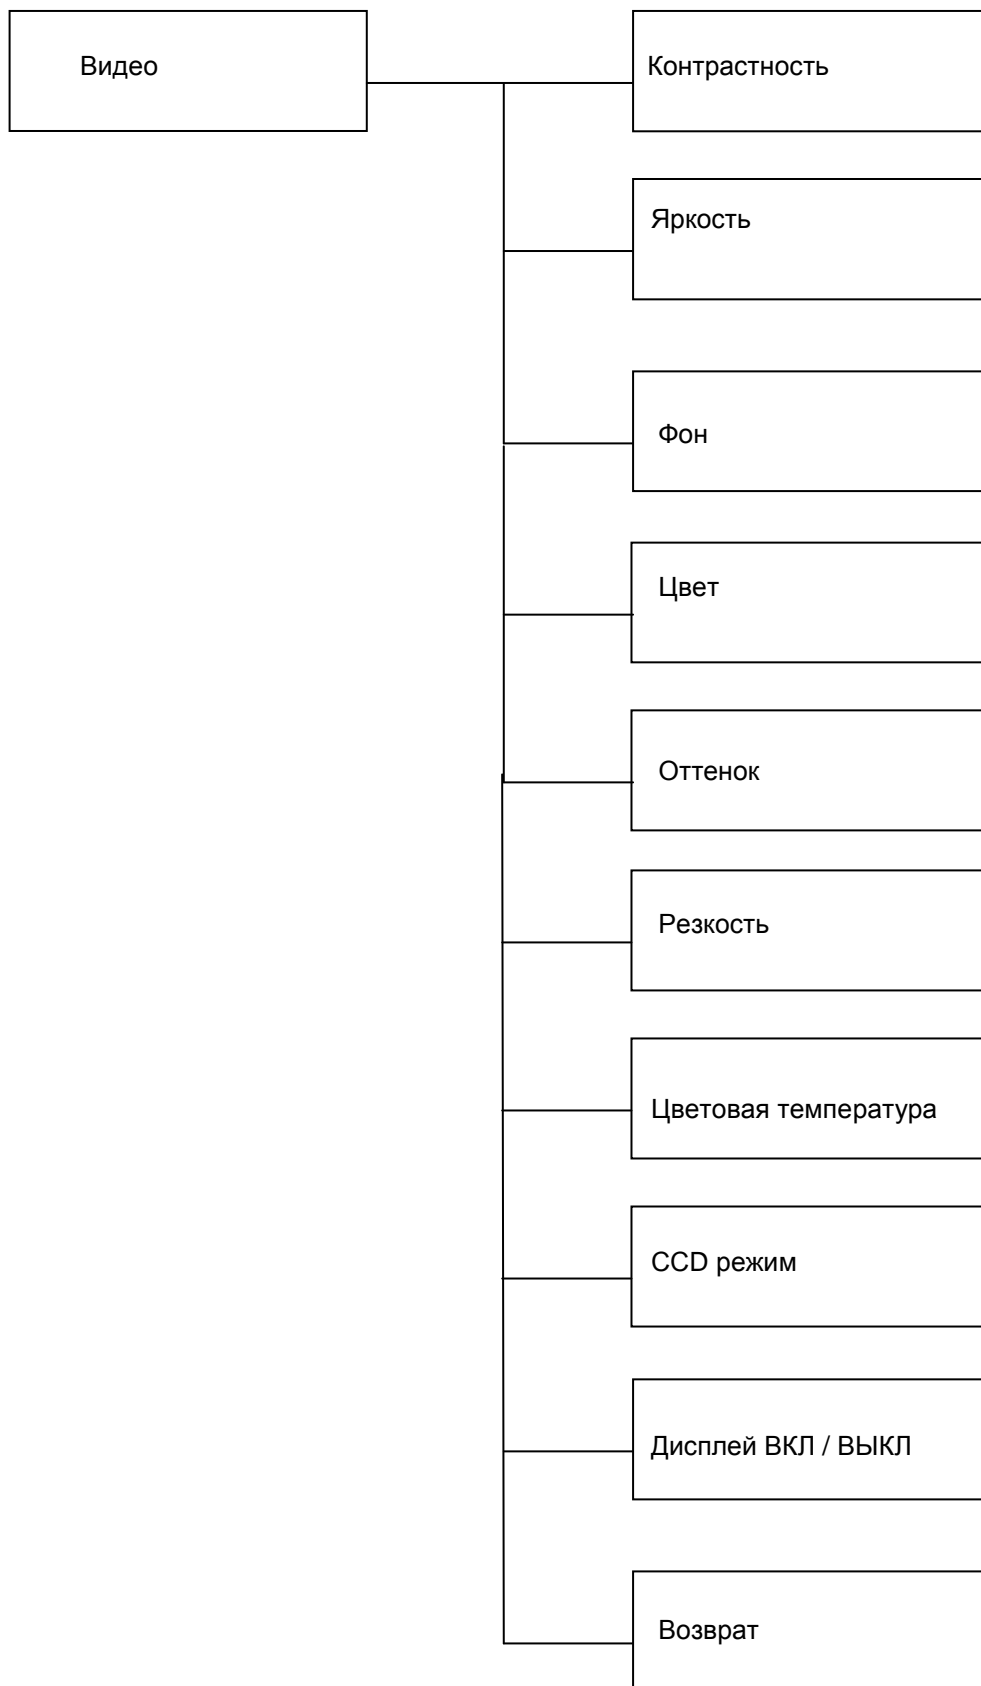 Видео
Контрастность
Яркость
Фон
Цвет
Оттенок
Резкость
Цветовая температура
CCD режим
Дисплей ВКЛ / ВЫКЛ
Возврат